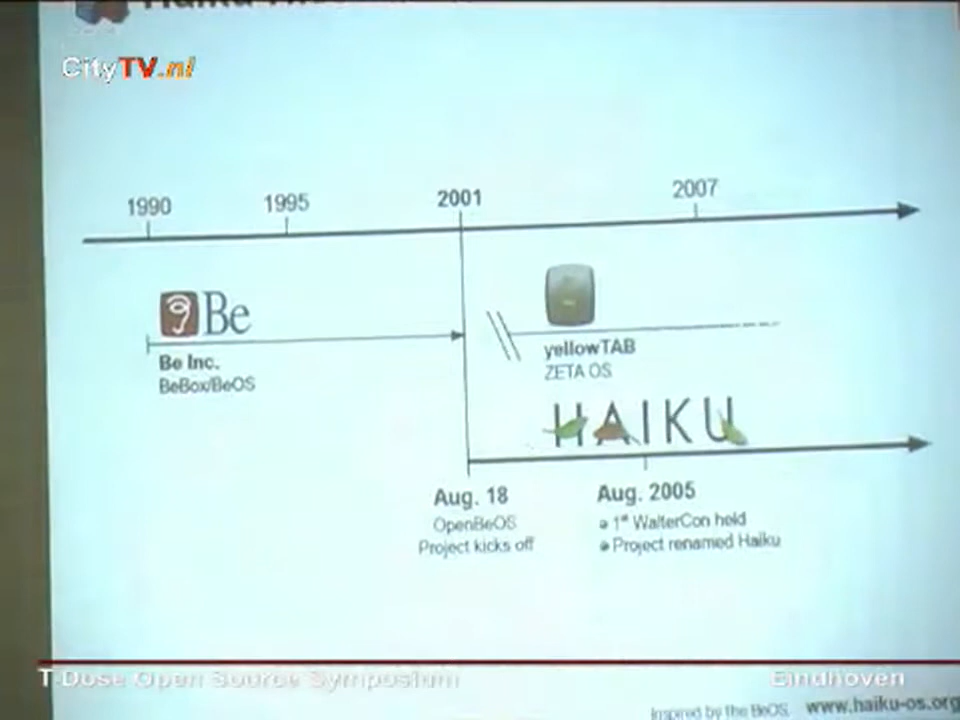 Haiku
CityTV.nl
1990 1995 2001 2007
Be
Be Inc.
BeBox/BeOS
yellowTAB
ZETA OS
HAIKU
Aug. 18
OpenBeOS
Project kicks off
Aug. 2005
1st WalterCon held
Project renamed Haiku
T-Dose Open Source Symposium Eindhoven
Inspired by the BeOS. www.haiku-os.org